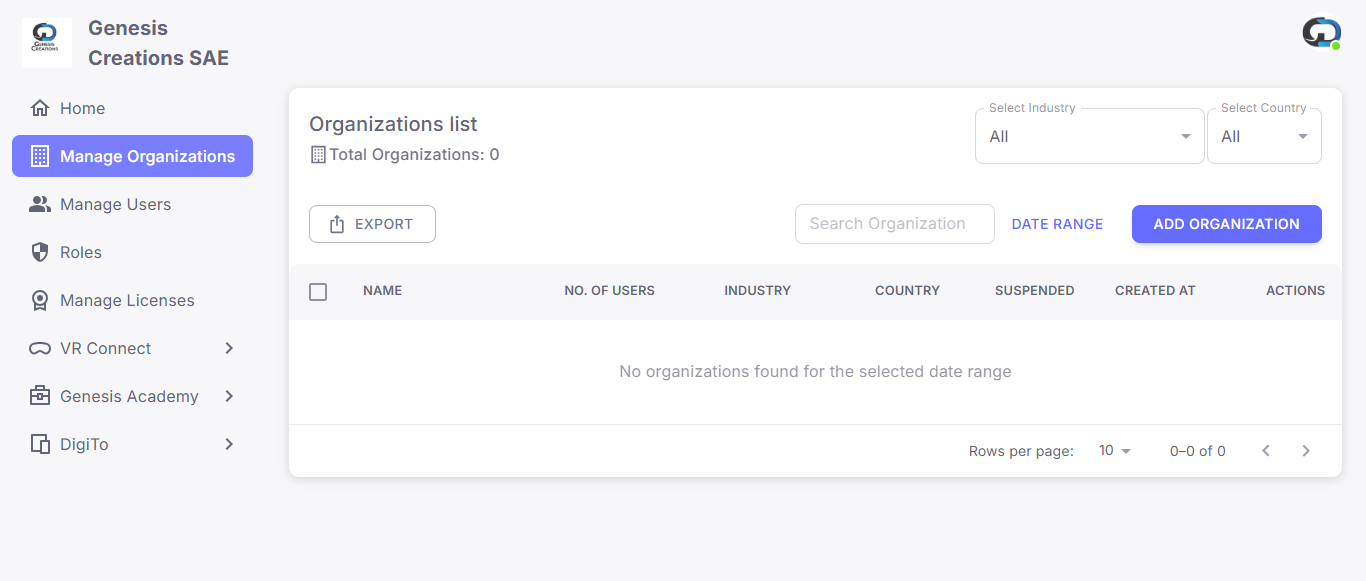 GENESIS
CREATIONS
Genesis
Creations SAE
Home
Manage Organizations
Manage Users
Roles
Manage Licenses
VR Connect
Genesis Academy
DigiTo
Organizations list
Total Organizations: 0
Select Industry
All
Select Country
All
EXPORT
Search Organization
DATE RANGE
ADD ORGANIZATION
NAME NO. OF USERS INDUSTRY COUNTRY SUSPENDED CREATED AT ACTIONS
No organizations found for the selected date range
Rows per page: 10 0–0 of 0